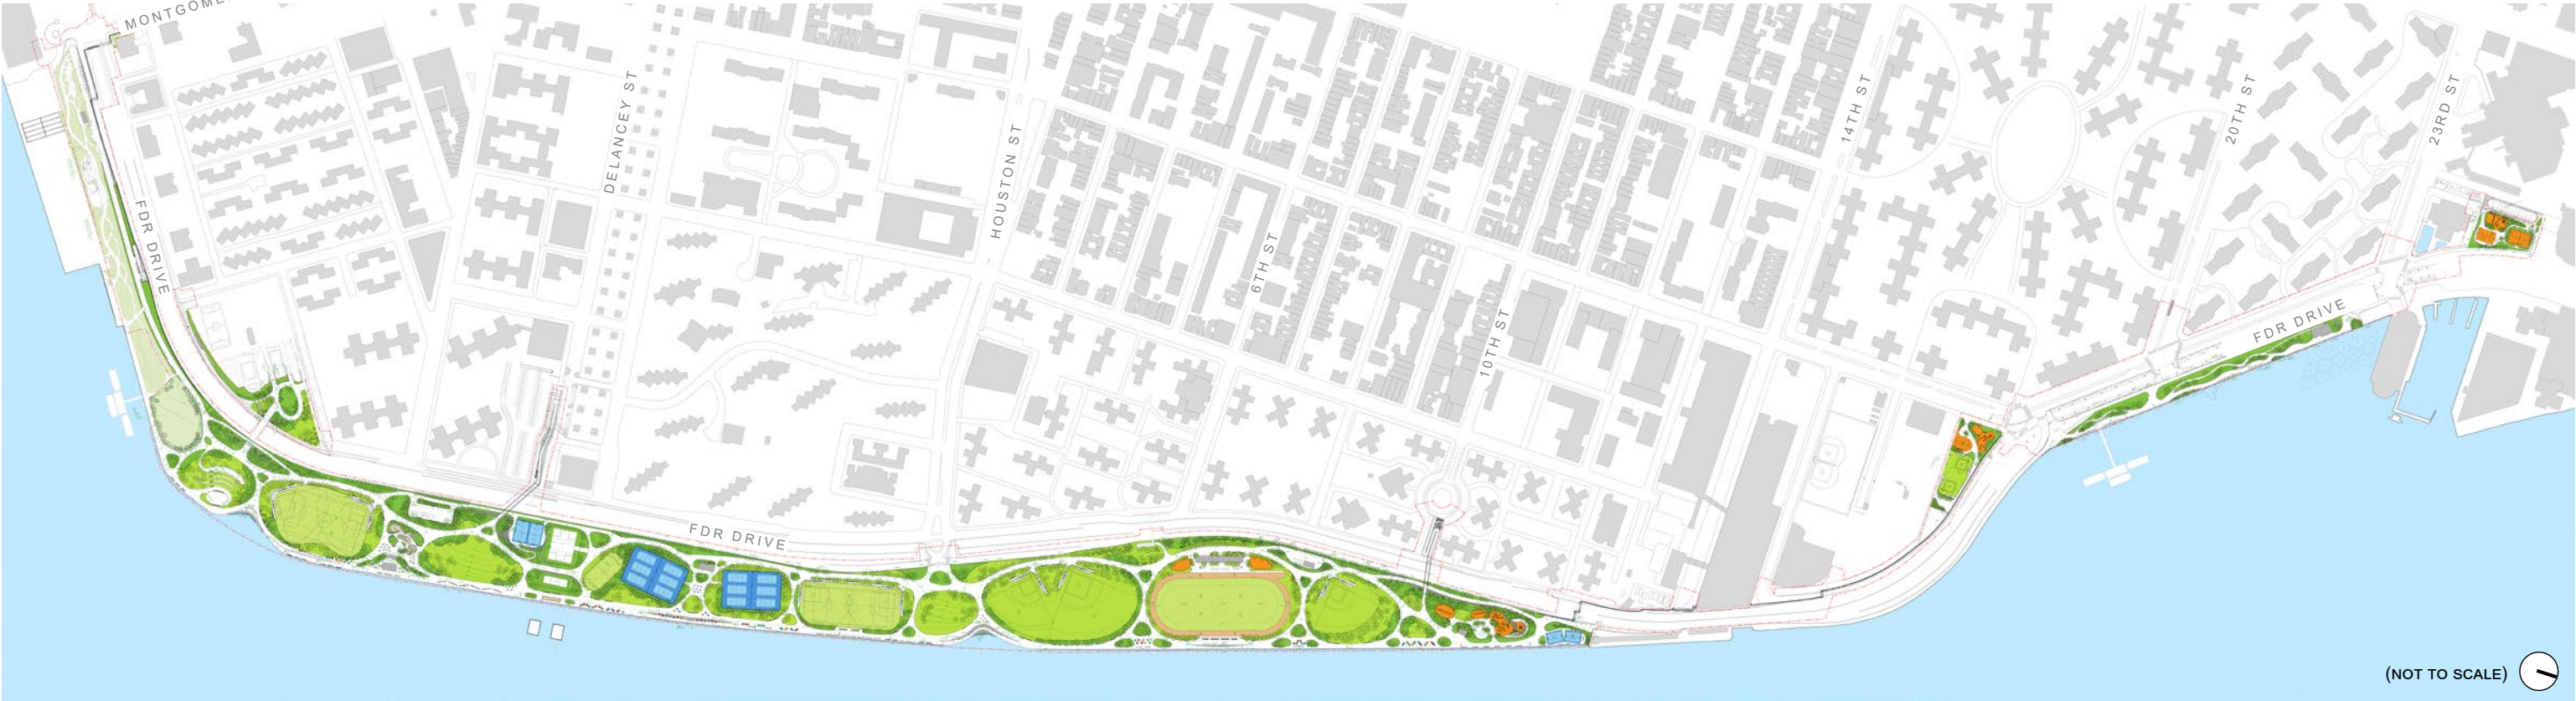 DELANCEY ST
HOUSTON ST
6TH ST
10TH ST
14TH ST
20TH ST
23RD ST
FDR DRIVE
FDR DRIVE
FDR DRIVE
(NOT TO SCALE)